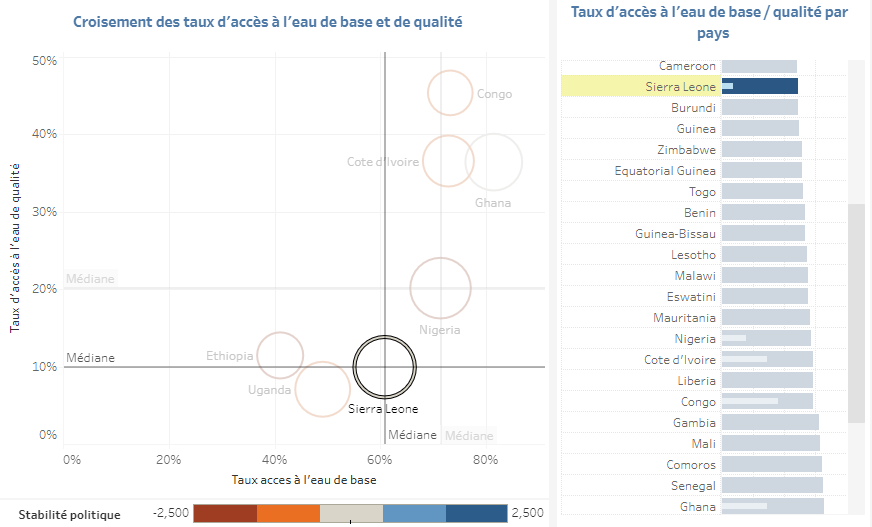 Croisement des taux d’accès à l’eau de base et de qualité
50%
40%
30%
20%
10%
0%
Taux d’accès à l’eau de qualité
Congo
Cote d’Ivoire
Ghana
Médiane
Nigeria
Médiane
Ethiopia
Uganda
Sierra Leone
Médiane
Médiane
0%
20%
40%
60%
80%
Taux acces à l’eau de base
Stabilité politique
-2,500
2,500
Taux d’accès à l’eau de base / qualité par
pays
Cameroon
Sierra Leone
Burundi
Guinea
Zimbabwe
Equatorial Guinea
Togo
Benin
Guinea-Bissau
Lesotho
Malawi
Eswatini
Mauritania
Nigeria
Cote d’Ivoire
Liberia
Congo
Gambia
Mali
Comoros
Senegal
Ghana